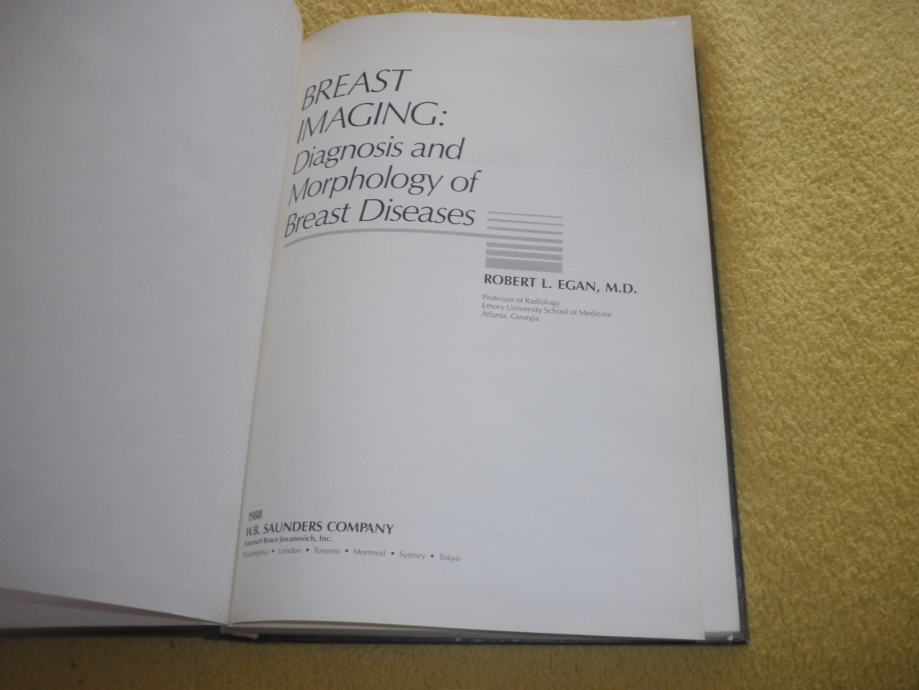 BREAST
IMAGING:
Diagnosis and
Morphology of
Breast Diseases
ROBERT L. EGAN, M.D.
Professor of Radiology
Emory University School of Medicine
Atlanta, Georgia
1988
W.B. SAUNDERS COMPANY
Harcourt Brace Jovanovich, Inc.
Philadelphia • London • Toronto • Montreal • Sydney • Tokyo